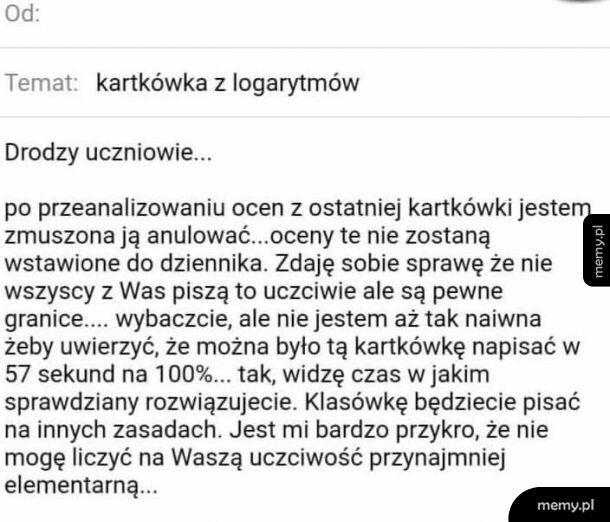 Od:
Temat: kartkówka z logarytmów
Drodzy uczniowie...
po przeanalizowaniu ocen z ostatniej kartkówki jestem
zmuszona ją anulować...oceny te nie zostaną
wstawione do dziennika. Zdaję sobie sprawę że nie
wszyscy z Was piszą to uczciwie ale są pewne
granice.... wybaczcie, ale nie jestem aż tak naiwna
żeby uwierzyć, że można było tą kartkówkę napisać w
57 sekund na 100%... tak, widzę czas w jakim
sprawdziany rozwiązujecie. Klasówkę będziecie pisać
na innych zasadach. Jest mi bardzo przykro, że nie
mogę liczyć na Waszą uczciwość przynajmniej
elementarną...
memy.pl
memy.pl